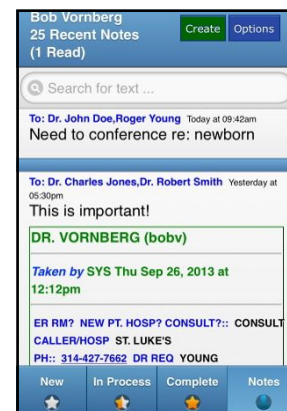 Bob Vornberg
25 Recent Notes
(1 Read)
Create
Options
Search for text ...
To: Dr. John Doe,Roger Young Today at 09:42am
Need to conference re: newborn
To: Dr. Charles Jones,Dr. Robert Smith Yesterday at
05:30pm
This is important!
DR. VORNBERG (bobv)
Taken by SYS Thu Sep 26, 2013 at
12:12pm
ER RM? NEW PT. HOSP? CONSULT?:: CONSULT
CALLER/HOSP ST. LUKE'S
PH:: 314-427-7662 DR REQ YOUNG
New
In Process
Complete
Notes